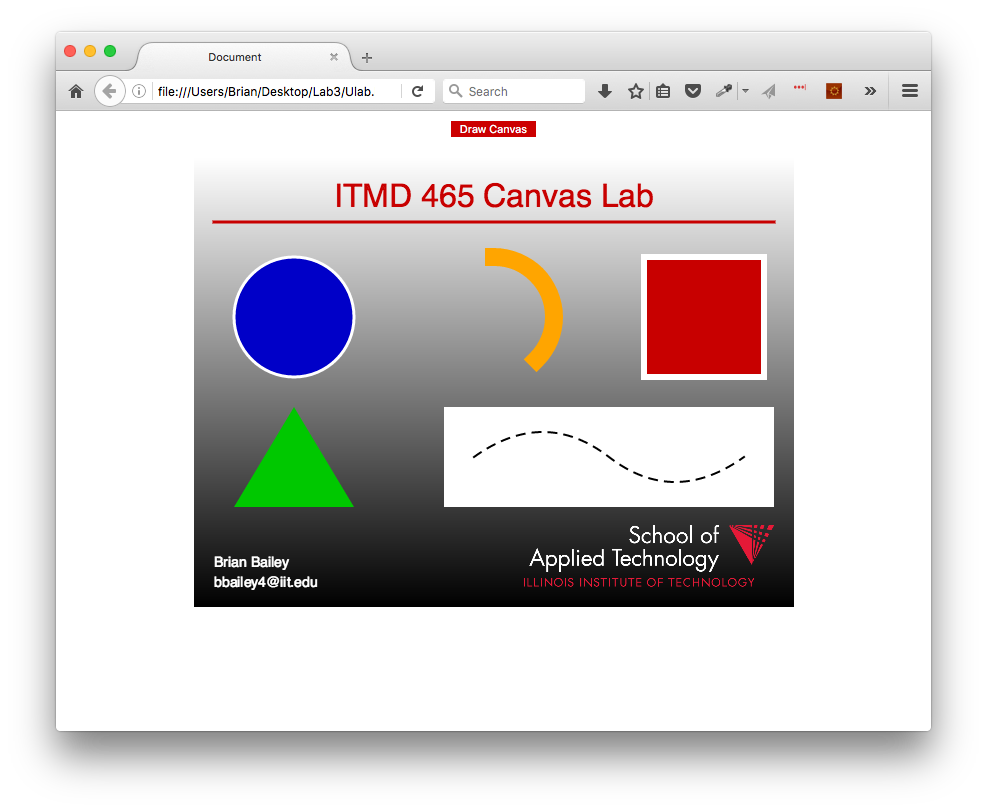 Document
file:///Users/Brian/Desktop/Lab3/Ulab.
Search
Draw Canvas
ITMD 465 Canvas Lab
School of
Applied Technology
ILLINOIS INSTITUTE OF TECHNOLOGY
Brian Bailey
bbailey4@iit.edu